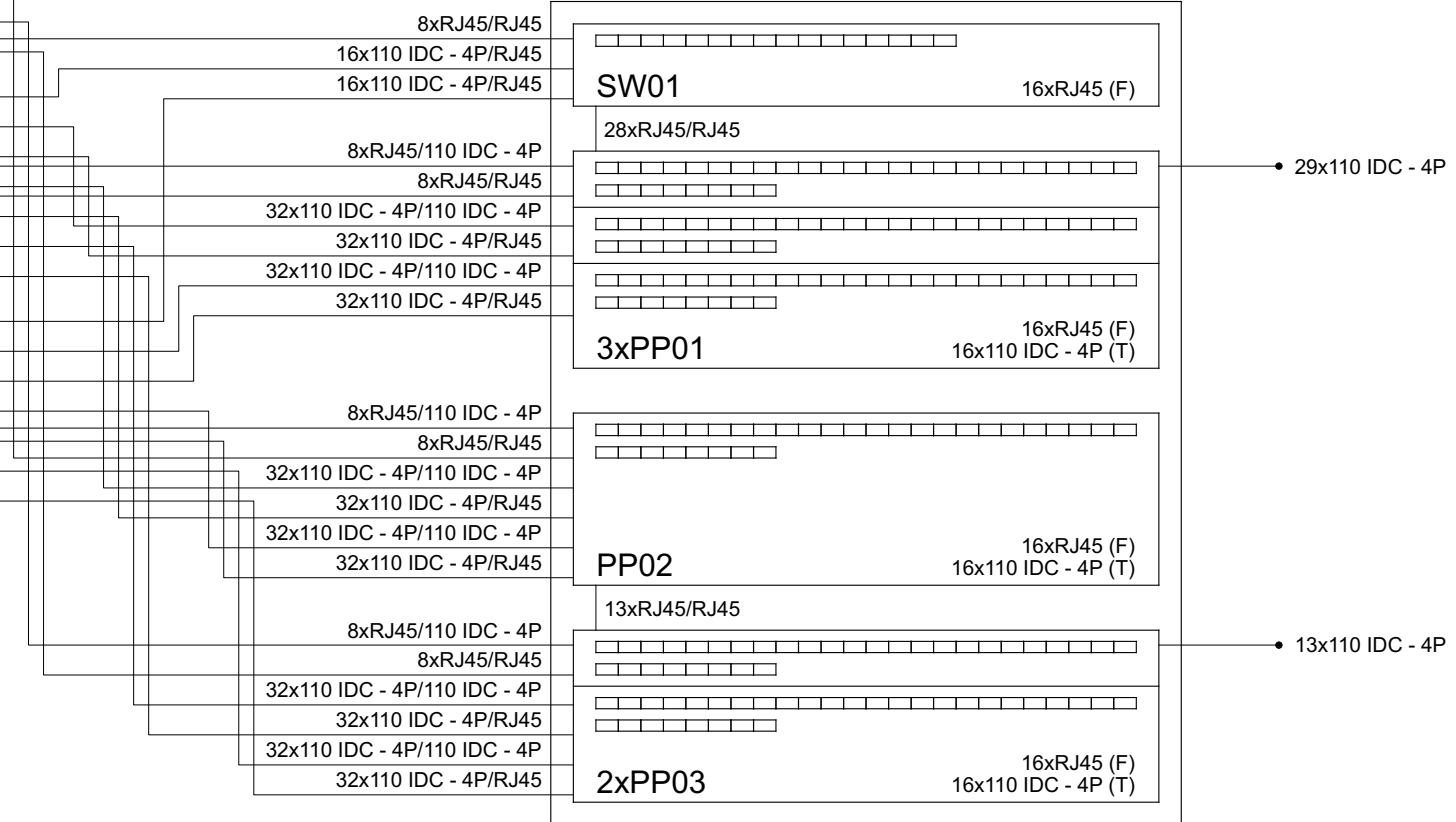 8xRJ45/RJ45
16x110 IDC - 4P/RJ45
16x110 IDC - 4P/RJ45
SW01
16xRJ45 (F)
28xRJ45/RJ45
8xRJ45/110 IDC - 4P
8xRJ45/RJ45
32x110 IDC - 4P/110 IDC - 4P
32x110 IDC - 4P/RJ45
32x110 IDC - 4P/110 IDC - 4P
32x110 IDC - 4P/RJ45
29x110 IDC - 4P
3xPP01
16xRJ45 (F)
16x110 IDC - 4P (T)
8xRJ45/110 IDC - 4P
8xRJ45/RJ45
32x110 IDC - 4P/110 IDC - 4P
32x110 IDC - 4P/RJ45
32x110 IDC - 4P/110 IDC - 4P
32x110 IDC - 4P/RJ45
PP02
16xRJ45 (F)
16x110 IDC - 4P (T)
13xRJ45/RJ45
8xRJ45/110 IDC - 4P
8xRJ45/RJ45
32x110 IDC - 4P/110 IDC - 4P
32x110 IDC - 4P/RJ45
32x110 IDC - 4P/110 IDC - 4P
32x110 IDC - 4P/RJ45
13x110 IDC - 4P
2xPP03
16xRJ45 (F)
16x110 IDC - 4P (T)